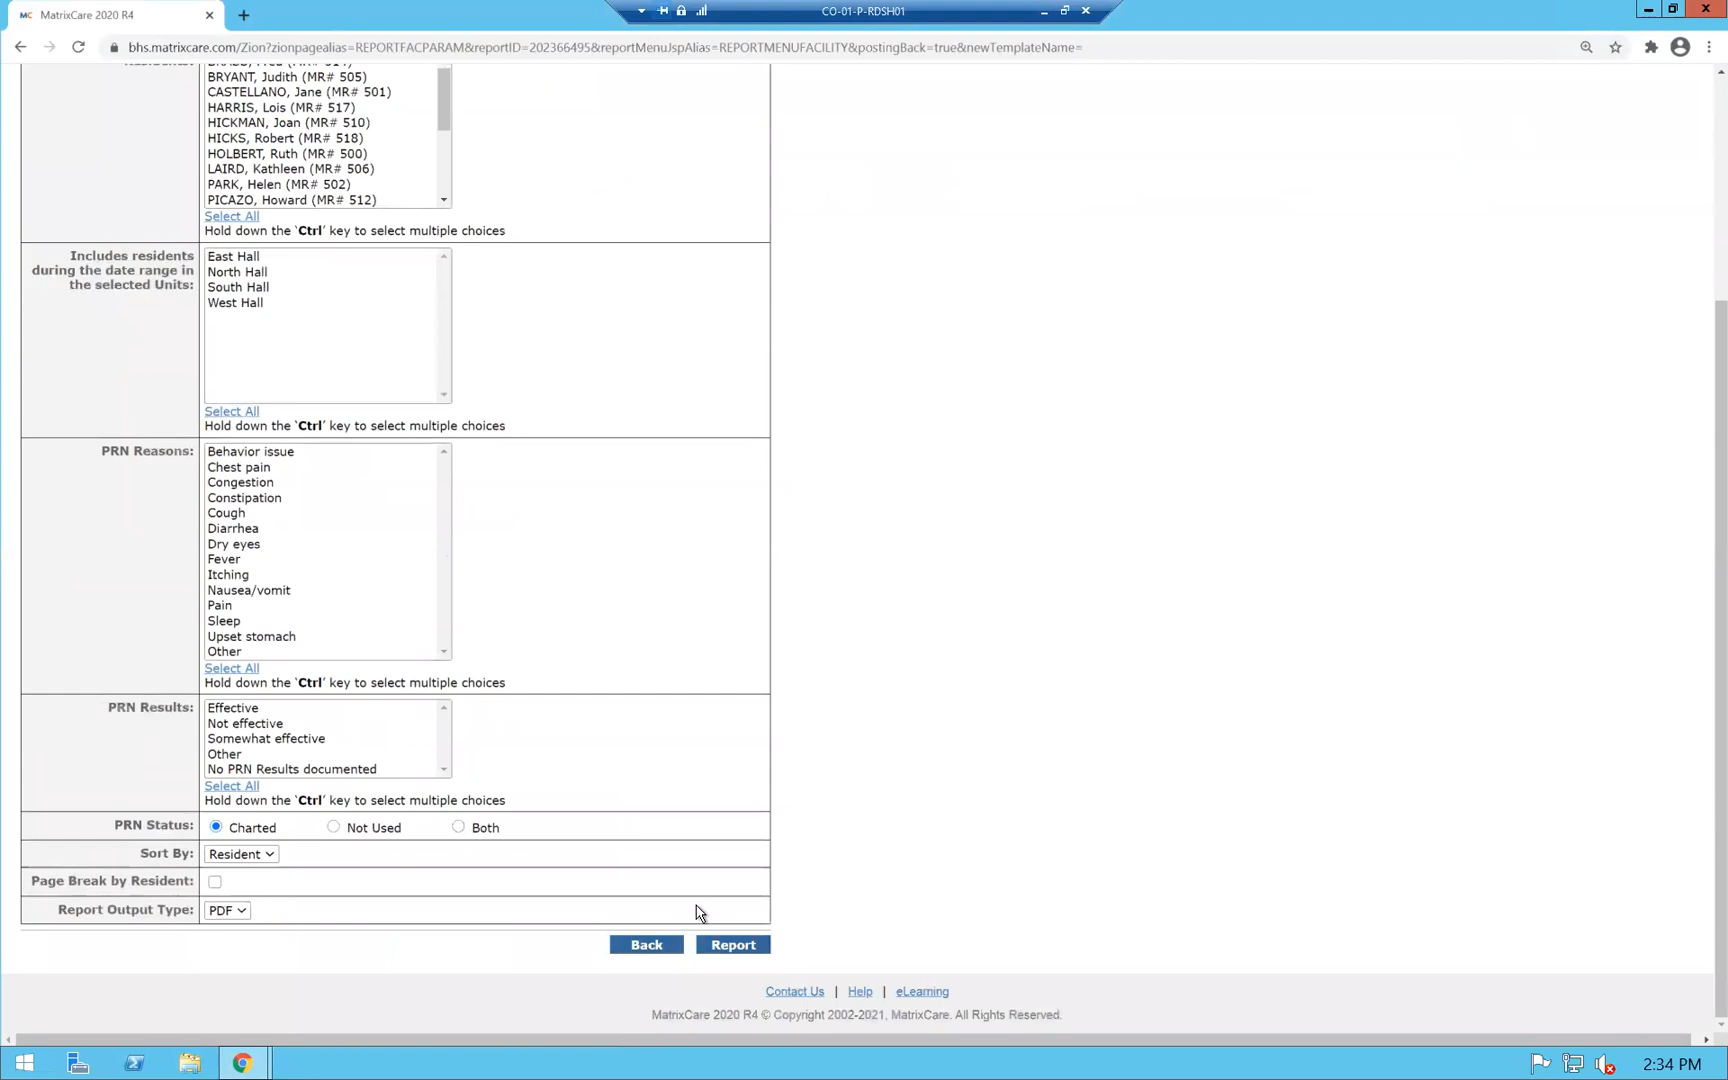 MatrixCare 2020 R4
CO-01-P-RDSH01
bhs.matrixcare.com/Zion?zionpagealias=REPORTFACPARAM&reportID=202366495&reportMenuJspAlias=REPORTMENUFACILITY&postingBack=true&newTemplateName=
BRYANT, Judith (MR# 505)
CASTELLANO, Jane (MR# 501)
HARRIS, Lois (MR# 517)
HICKMAN, Joan (MR# 510)
HICKS, Robert (MR# 518)
HOLBERT, Ruth (MR# 500)
LAIRD, Kathleen (MR# 506)
PARK, Helen (MR# 502)
PICAZO, Howard (MR# 512)
Select All
Hold down the `Ctrl´ key to select multiple choices
Includes residents
during the date range in
the selected Units:
East Hall
North Hall
South Hall
West Hall
Select All
Hold down the `Ctrl´ key to select multiple choices
PRN Reasons:
Behavior issue
Chest pain
Congestion
Constipation
Cough
Diarrhea
Dry eyes
Fever
Itching
Nausea/vomit
Pain
Sleep
Upset stomach
Other
Select All
Hold down the `Ctrl´ key to select multiple choices
PRN Results:
Effective
Not effective
Somewhat effective
Other
No PRN Results documented
Select All
Hold down the `Ctrl´ key to select multiple choices
PRN Status: Charted Not Used Both
Sort By: Resident
Page Break by Resident:
Report Output Type: PDF
Back Report
Contact Us | Help | eLearning
MatrixCare 2020 R4 © Copyright 2002-2021, MatrixCare. All Rights Reserved.
2:34 PM